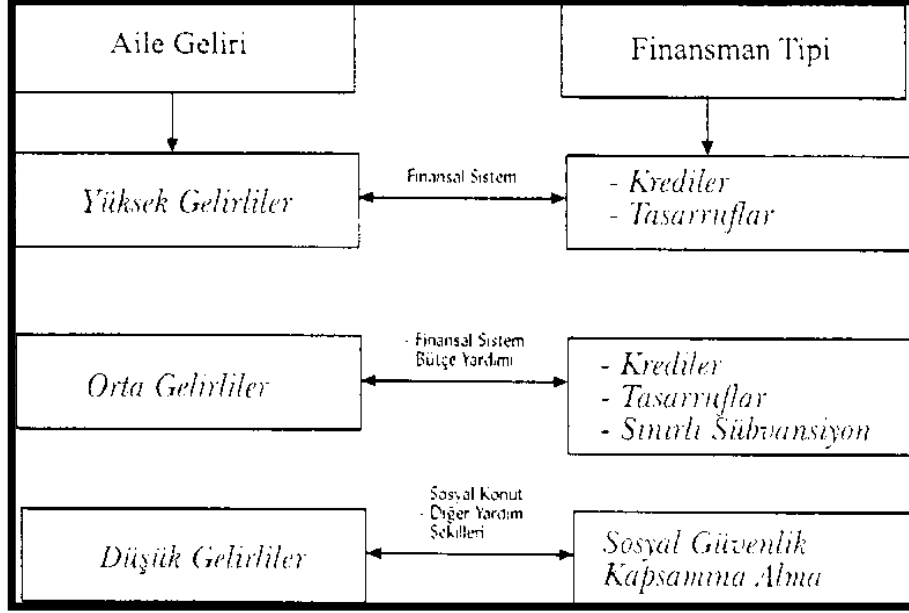 Aile Geliri
Finansman Tipi
Yüksek Gelirliler
Finansal Sistem
- Krediler
- Tasarruflar
Orta Gelirliler
- Finansal Sistem
Bütçe Yardımı
- Krediler
- Tasarruflar
- Sınırlı Sübvansiyon
Düşük Gelirliler
Sosyal Konut
- Diğer Yardım
Şekilleri
Sosyal Güvenlik
Kapsamına Alma